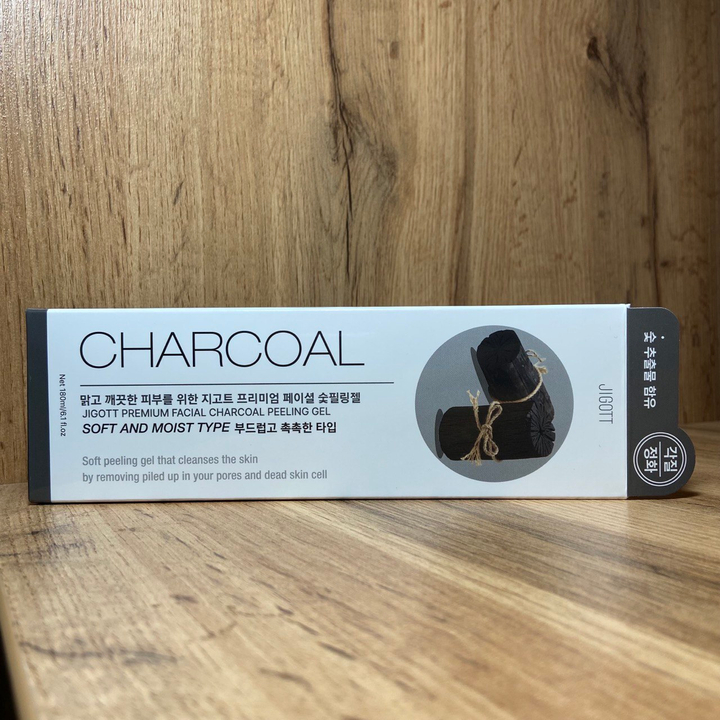 CHARCOAL
맑고 깨끗한 피부를 위한 지고트 프리미엄 페이셜 숯필링젤
JIGOTT PREMIUM FACIAL CHARCOAL PEELING GEL
SOFT AND MOIST TYPE 부드럽고 촉촉한 타입
Soft peeling gel that cleanses the skin
by removing piled up in your pores and dead skin cell
Net 180ml/6.1 fl.oz
JIGOTT
숯 추출물 함유
각질
정화